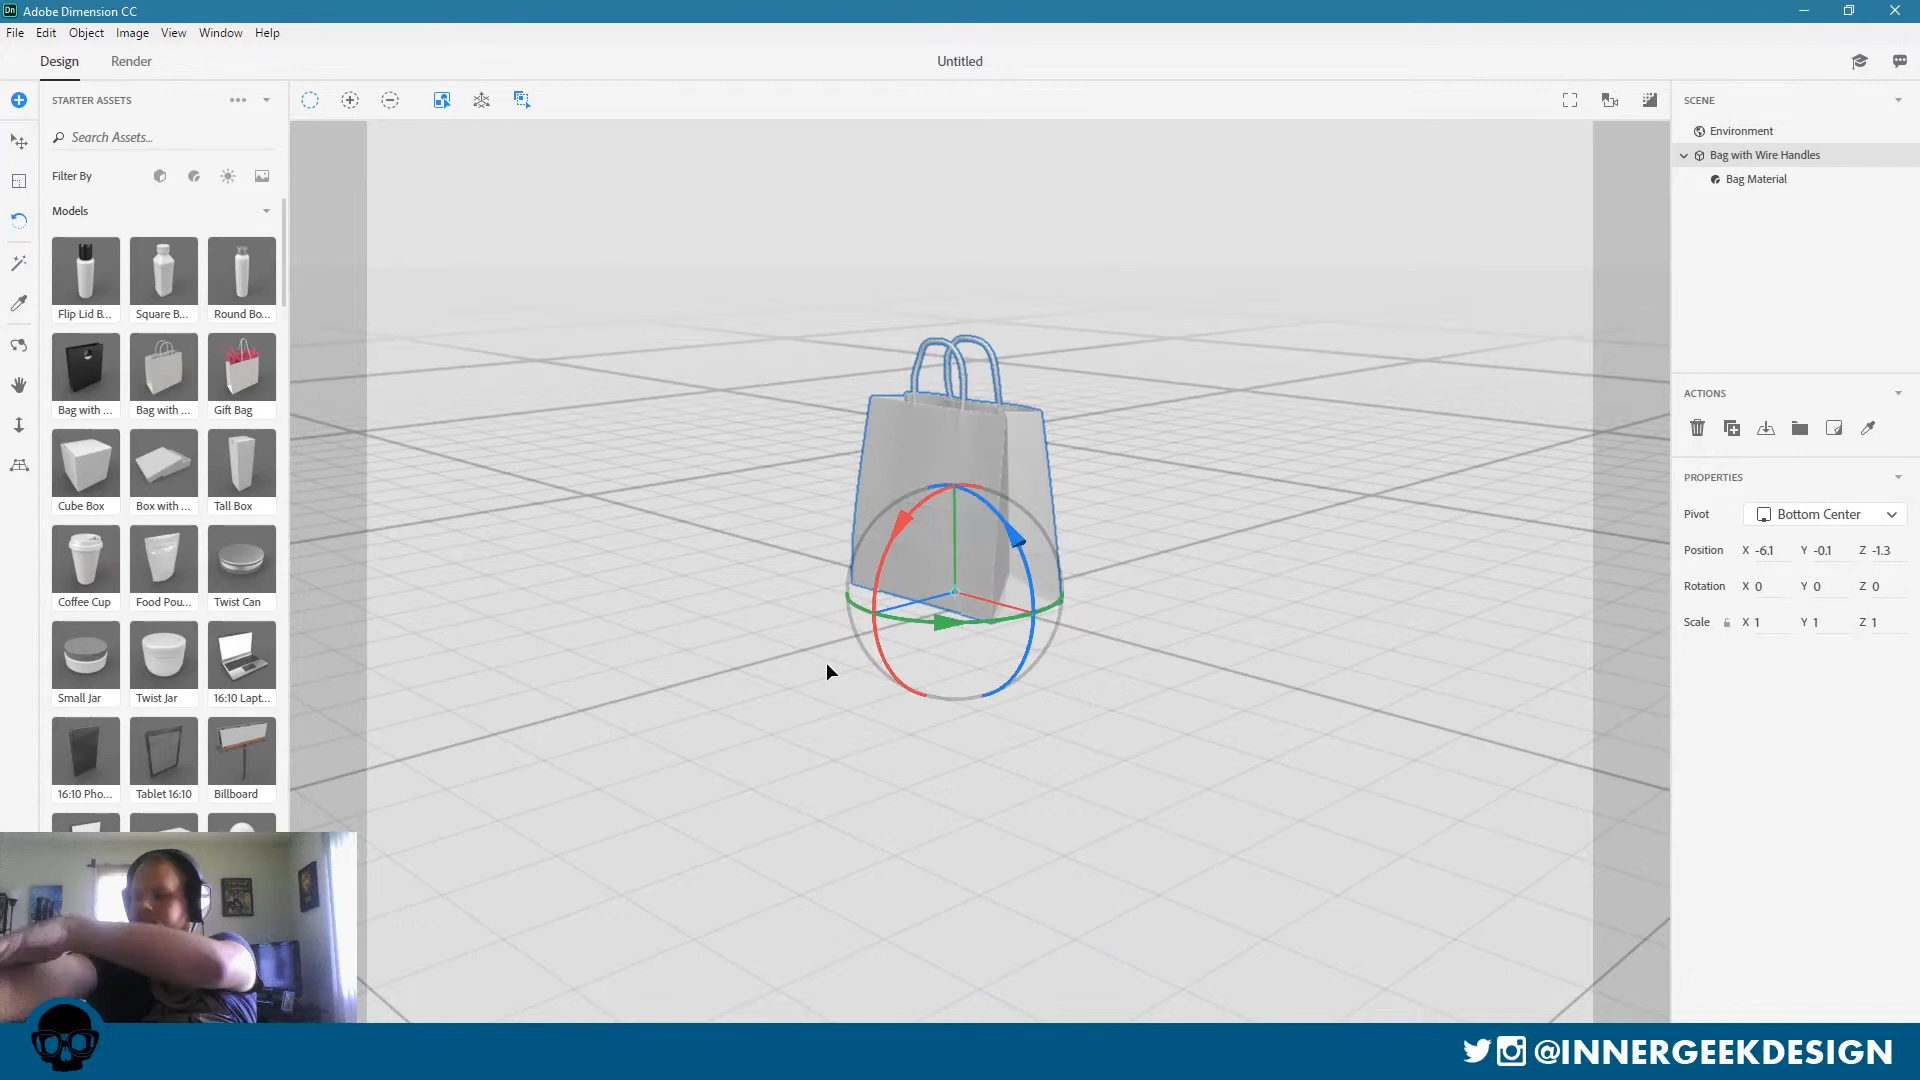 Dn Adobe Dimension CC
File Edit Object Image View Window Help
Design Render Untitled
STARTER ASSETS
Search Assets...
Filter By
Models
Flip Lid B... Square B... Round Bo...
Bag with ... Bag with ... Gift Bag
Cube Box Box with ... Tall Box
Coffee Cup Food Pou... Twist Can
Small Jar Twist Jar 16:10 Lapt...
16:10 Pho... Tablet 16:10 Billboard
SCENE
Environment
Bag with Wire Handles
Bag Material
ACTIONS
PROPERTIES
Pivot Bottom Center
Position X -6.1 Y -0.1 Z -1.3
Rotation X 0 Y 0 Z 0
Scale X 1 Y 1 Z 1
@INNERGEEKDESIGN